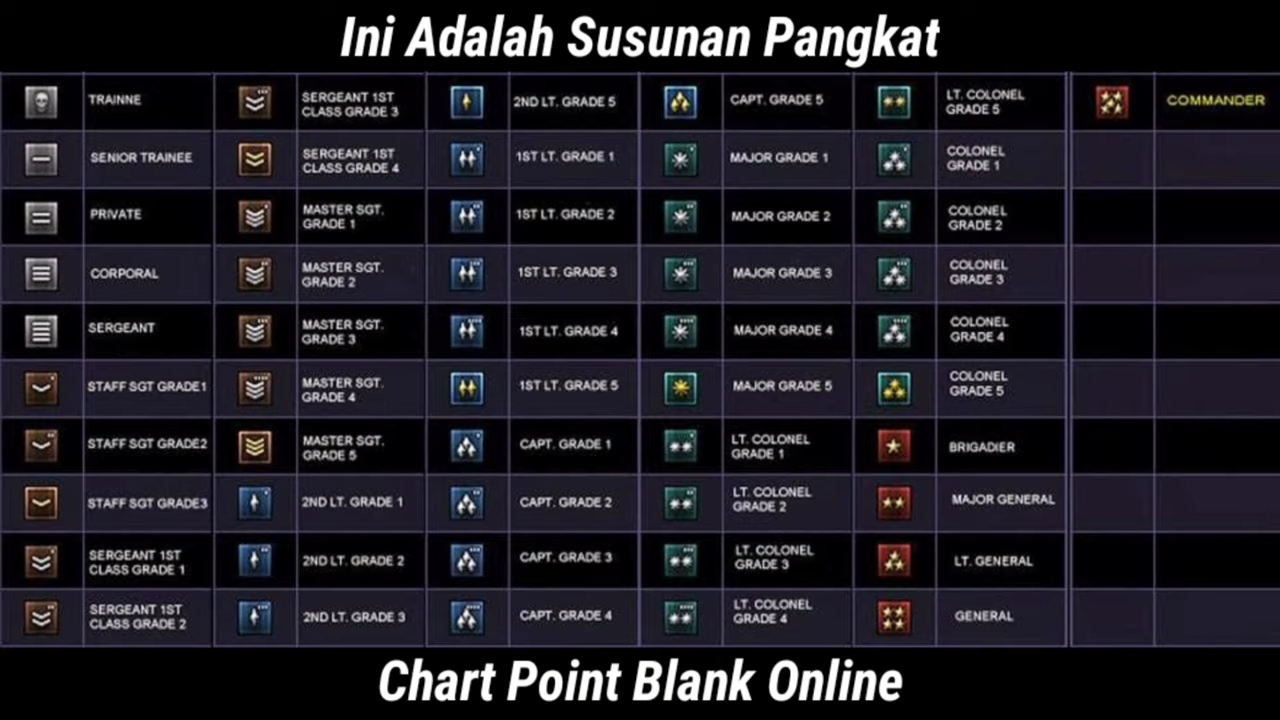 Ini Adalah Susunan Pangkat
TRAINNE
SENIOR TRAINEE
PRIVATE
CORPORAL
SERGEANT
STAFF SGT GRADE1
STAFF SGT GRADE2
STAFF SGT GRADE3
SERGEANT 1ST
CLASS GRADE 1
SERGEANT 1ST
CLASS GRADE 2
SERGEANT 1ST
CLASS GRADE 3
SERGEANT 1ST
CLASS GRADE 4
MASTER SGT.
GRADE 1
MASTER SGT.
GRADE 2
MASTER SGT.
GRADE 3
MASTER SGT.
GRADE 4
MASTER SGT.
GRADE 5
2ND LT. GRADE 1
2ND LT. GRADE 2
2ND LT. GRADE 3
2ND LT. GRADE 5
1ST LT. GRADE 1
1ST LT. GRADE 2
1ST LT. GRADE 3
1ST LT. GRADE 4
1ST LT. GRADE 5
CAPT. GRADE 1
CAPT. GRADE 2
CAPT. GRADE 3
CAPT. GRADE 4
CAPT. GRADE 5
MAJOR GRADE 1
MAJOR GRADE 2
MAJOR GRADE 3
MAJOR GRADE 4
MAJOR GRADE 5
LT. COLONEL
GRADE 1
LT. COLONEL
GRADE 2
LT. COLONEL
GRADE 3
LT. COLONEL
GRADE 4
LT. COLONEL
GRADE 5
COLONEL
GRADE 1
COLONEL
GRADE 2
COLONEL
GRADE 3
COLONEL
GRADE 4
COLONEL
GRADE 5
BRIGADIER
MAJOR GENERAL
LT. GENERAL
GENERAL
COMMANDER
Chart Point Blank Online